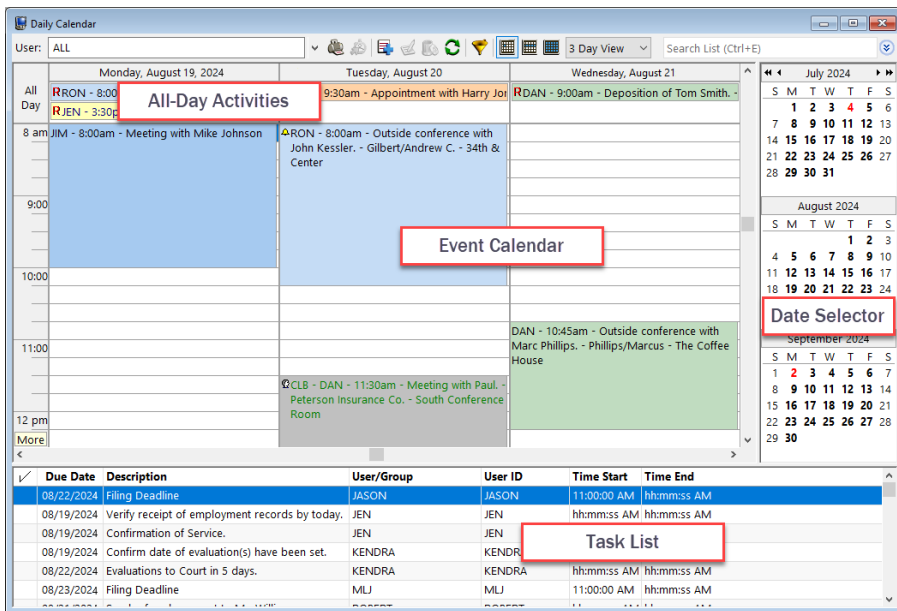 Daily Calendar
User: ALL
3 Day View
Search List (Ctrl+E)
Monday, August 19, 2024
Tuesday, August 20
Wednesday, August 21
All Day
RRON - 8:00
RJEN - 3:30p
All-Day Activities
9:30am - Appointment with Harry Jor
RDAN - 9:00am - Deposition of Tom Smith. -
8 am
9:00
10:00
11:00
12 pm
More
JIM - 8:00am - Meeting with Mike Johnson
RON - 8:00am - Outside conference with
John Kessler. - Gilbert/Andrew C. - 34th &
Center
Event Calendar
DAN - 10:45am - Outside conference with
Marc Phillips. - Phillips/Marcus - The Coffee
House
CLB - DAN - 11:30am - Meeting with Paul. -
Peterson Insurance Co. - South Conference
Room
July 2024
S M T W T F S
1 2 3 4 5 6
7 8 9 10 11 12 13
14 15 16 17 18 19 20
21 22 23 24 25 26 27
28 29 30 31
August 2024
S M T W T F S
1 2 3
4 5 6 7 8 9 10
11 12 13 14 15 16 17
18 19 20 21 22 23 24
Date Selector
September 2024
S M T W T F S
1 2 3 4 5 6 7
8 9 10 11 12 13 14
15 16 17 18 19 20 21
22 23 24 25 26 27 28
29 30
Due Date Description User/Group User ID Time Start Time End
08/22/2024 Filing Deadline JASON JASON 11:00:00 AM hh:mm:ss AM
08/19/2024 Verify receipt of employment records by today. JEN JEN hh:mm:ss AM hh:mm:ss AM
08/19/2024 Confirmation of Service. JEN JEN
08/19/2024 Confirm date of evaluation(s) have been set. KENDRA KENDR
Task List
08/22/2024 Evaluations to Court in 5 days. KENDRA KENDRA hh:mm:ss AM hh:mm:ss AM
08/23/2024 Filing Deadline MLJ MLJ 11:00:00 AM hh:mm:ss AM